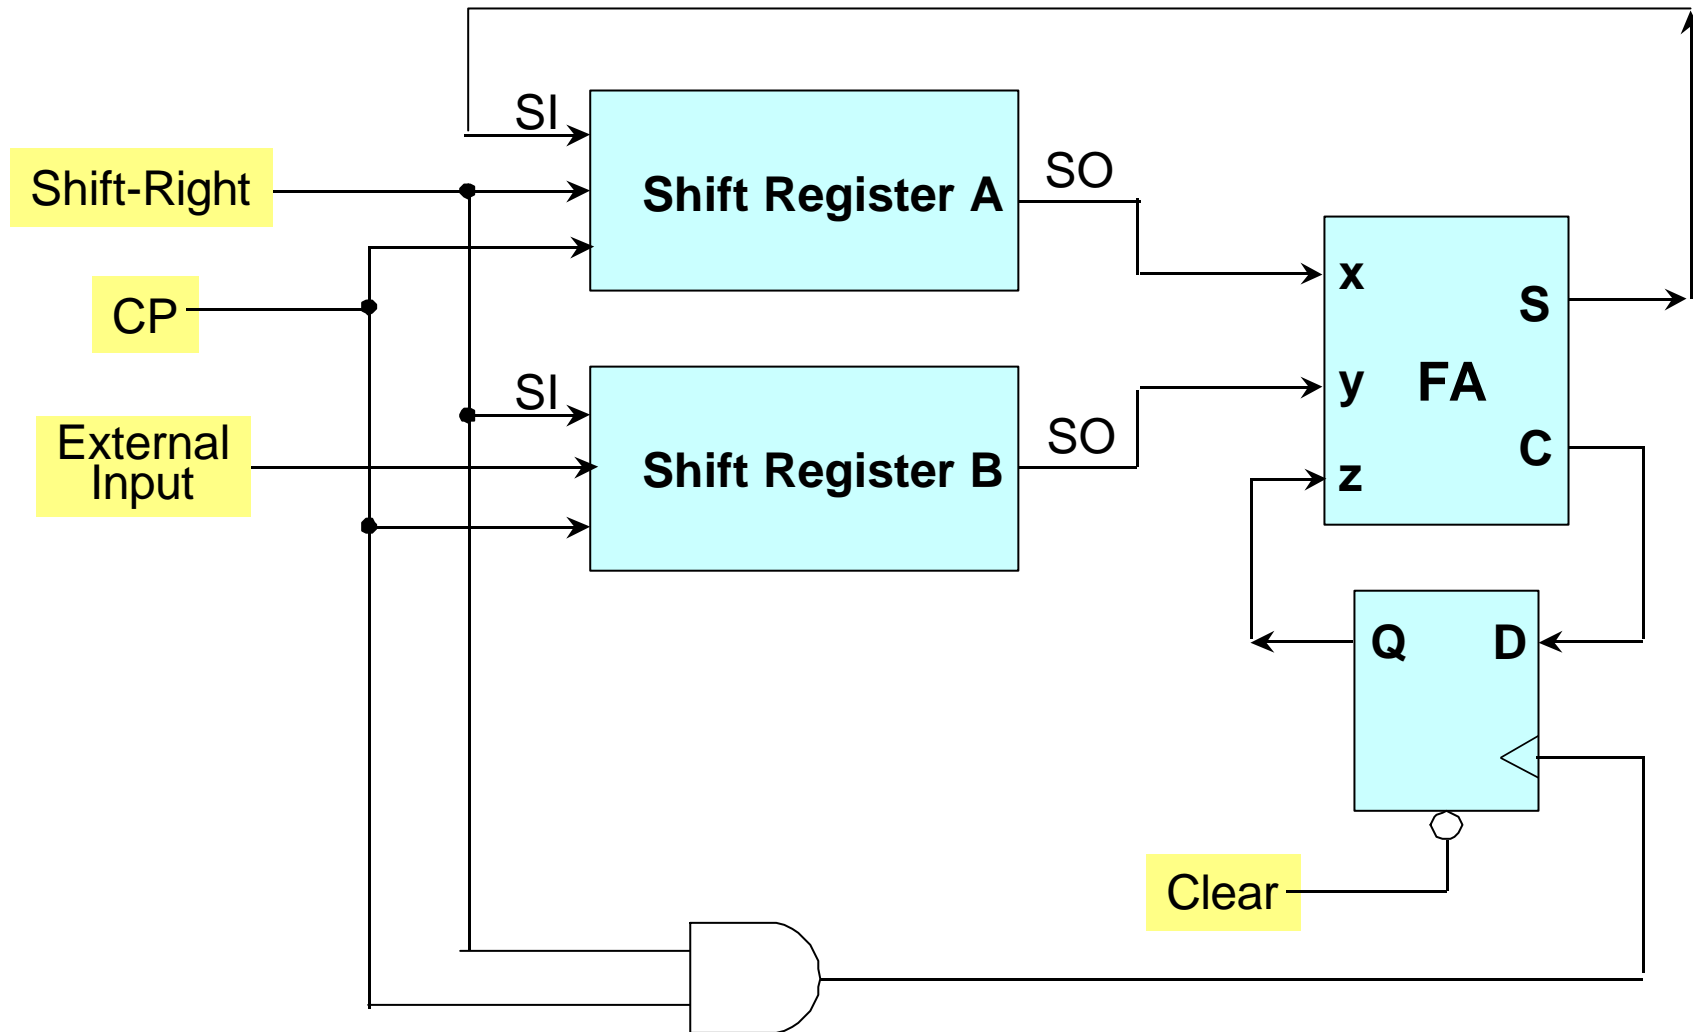 SI
Shift Register A
SO
Shift-Right
x
S
CP
SI
y
FA
External
Input
Shift Register B
SO
C
z
Q
D
Clear